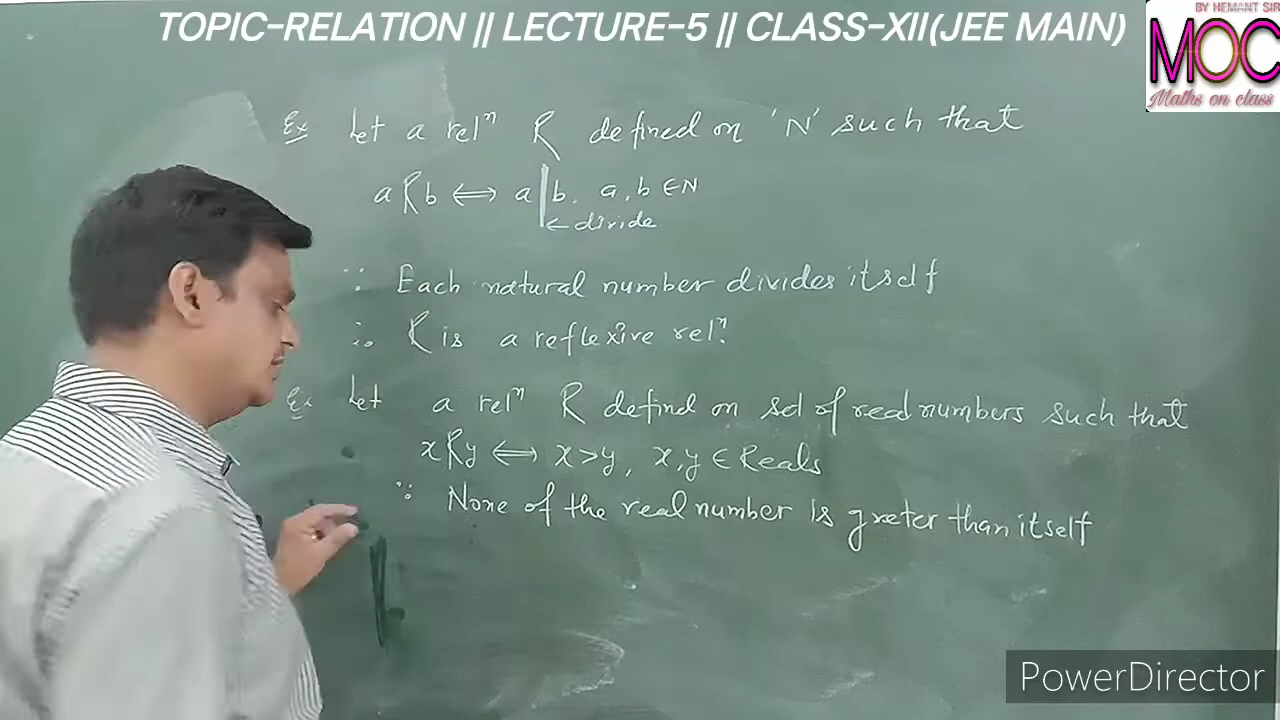 TOPIC-RELATION || LECTURE-5 || CLASS-XII(JEE MAIN)
BY HEMANT SIR
MOC
Maths on class
Ex Let a relⁿ R defined on 'N' such that
a R b ⟺ a | b, a, b ∈ N
← divide
∵ Each natural number divides itself
∴ R is a reflexive relⁿ.
Ex Let a relⁿ R defind on set of real numbers such that
x R y ⟺ x > y, x, y ∈ Reals
∵ None of the real number is greter than itself
PowerDirector